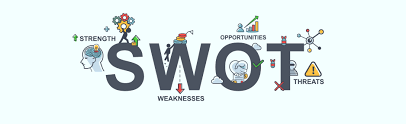 STRENGTH
OPPORTUNITIES
SWOT
THREATS
WEAKNESSES